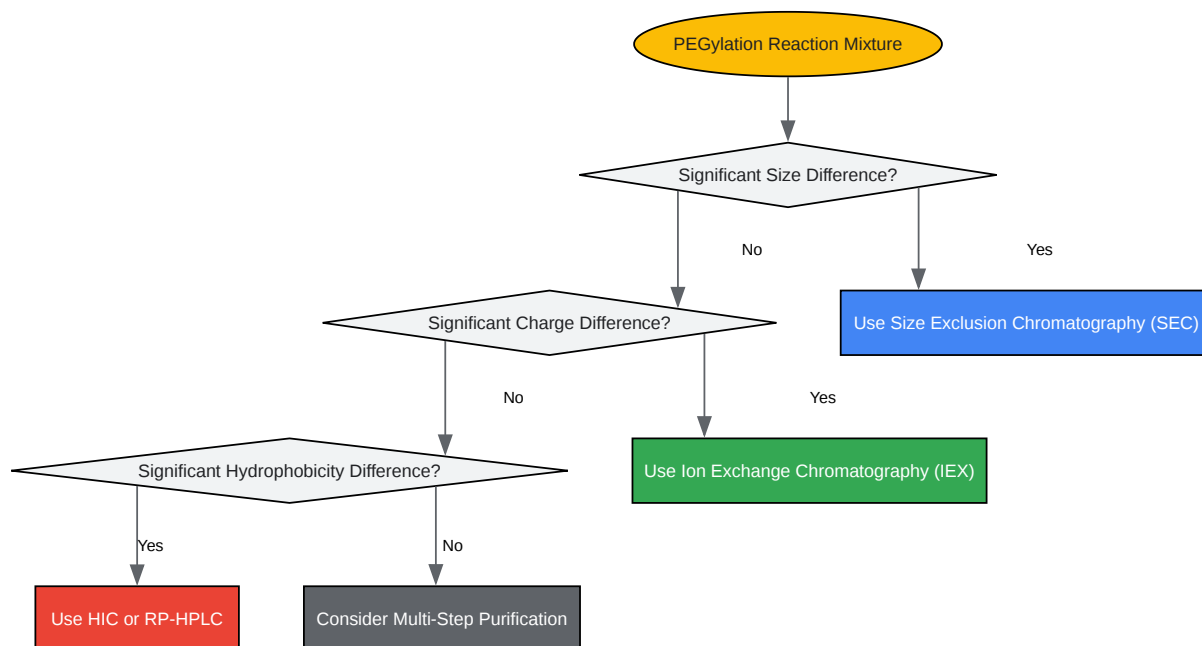 PEGylation Reaction Mixture
Significant Size Difference?
No
Yes
Significant Charge Difference?
Use Size Exclusion Chromatography (SEC)
No
Yes
Significant Hydrophobicity Difference?
Use Ion Exchange Chromatography (IEX)
Yes
No
Use HIC or RP-HPLC
Consider Multi-Step Purification